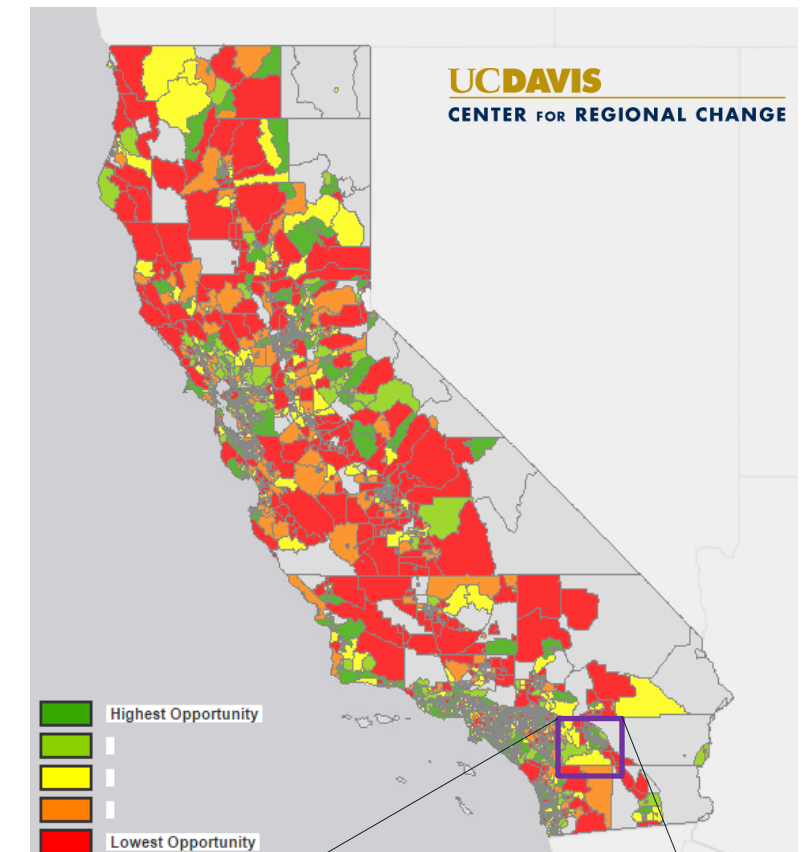 UCDAVIS
CENTER FOR REGIONAL CHANGE
Highest Opportunity
Lowest Opportunity